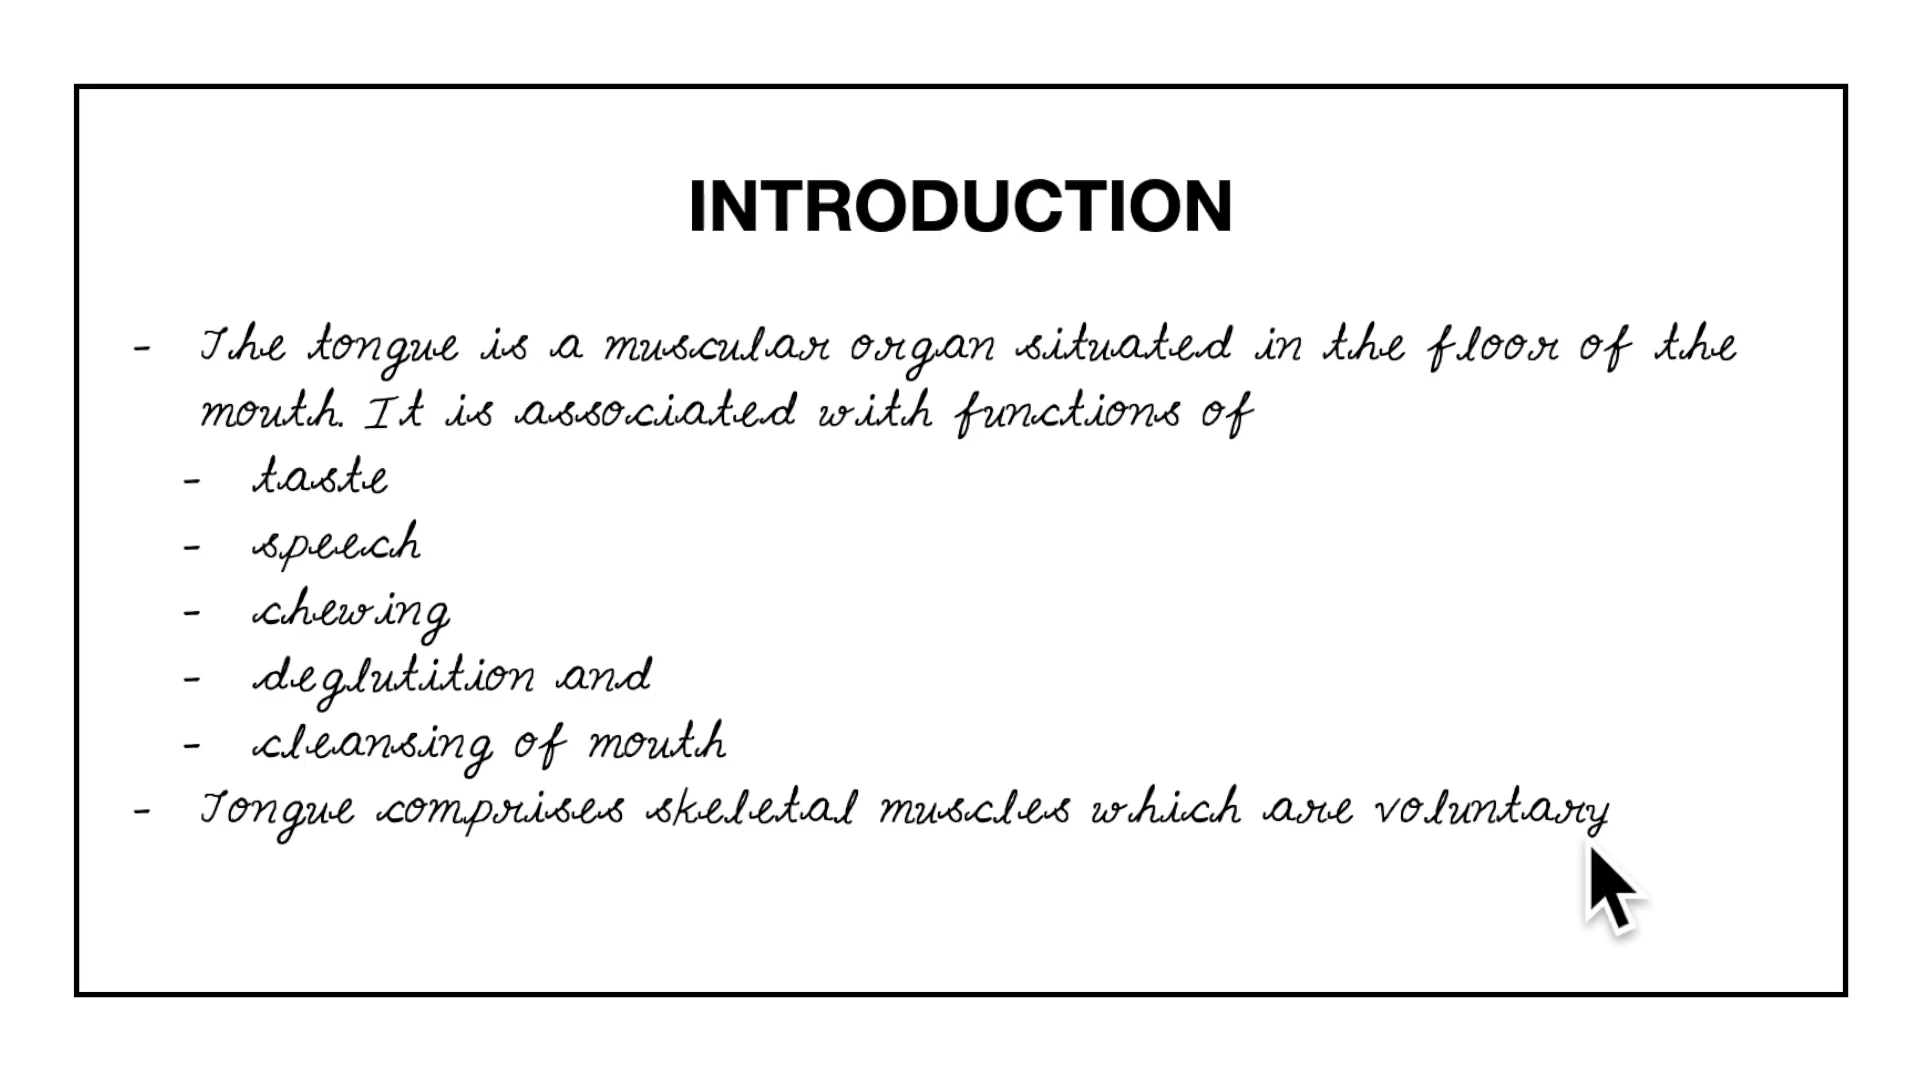 INTRODUCTION
- The tongue is a muscular organ situated in the floor of the
mouth. It is associated with functions of
- taste
- speech
- chewing
- deglutition and
- cleansing of mouth
- Tongue comprises skeletal muscles which are voluntary